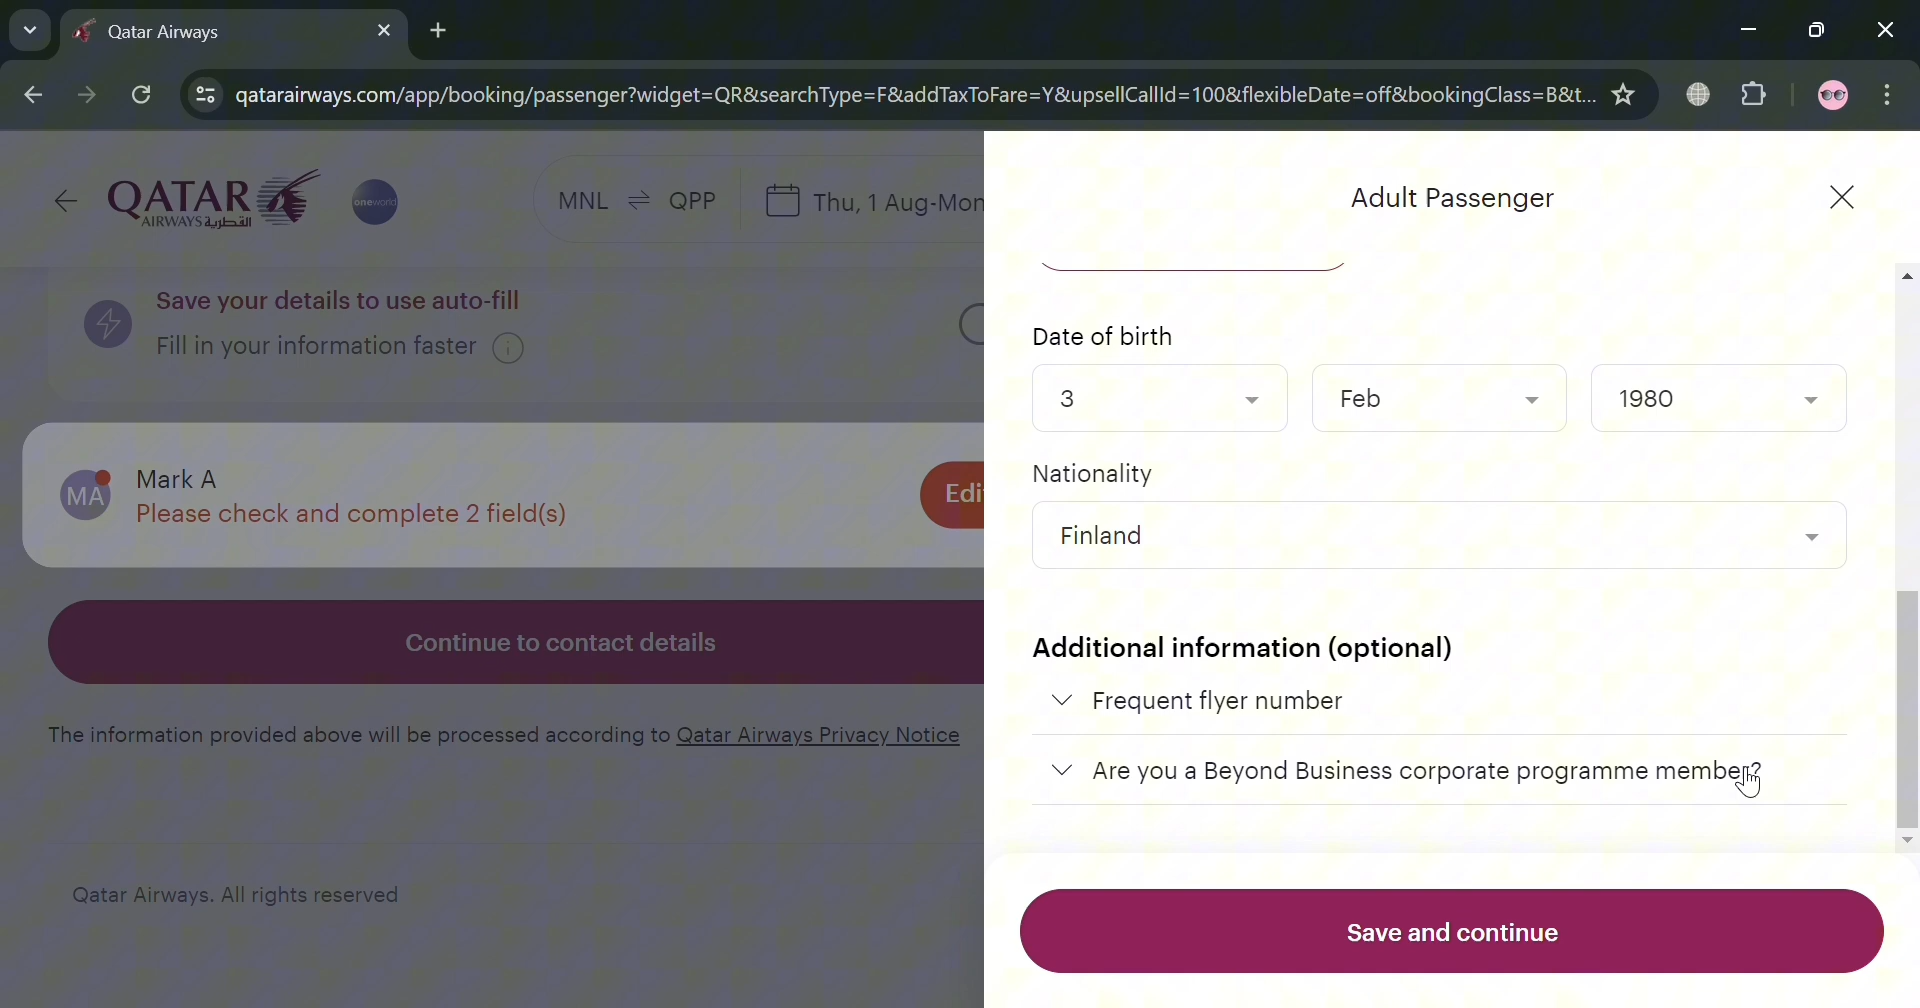 Qatar Airways
qatarairways.com/app/booking/passenger?widget=QR&searchType=F&addTaxToFare=Y&upsellCallId=100&flexibleDate=off&bookingClass=B&t...
QATAR
AIRWAYS القطرية
oneworld
MNL
QPP
Thu, 1 Aug-Mon
Save your details to use auto-fill
Fill in your information faster
MA
Mark A
Please check and complete 2 field(s)
Edi
Continue to contact details
The information provided above will be processed according to Qatar Airways Privacy Notice
Qatar Airways. All rights reserved
Adult Passenger
Date of birth
3
Feb
1980
Nationality
Finland
Additional information (optional)
Frequent flyer number
Are you a Beyond Business corporate programme member?
Save and continue